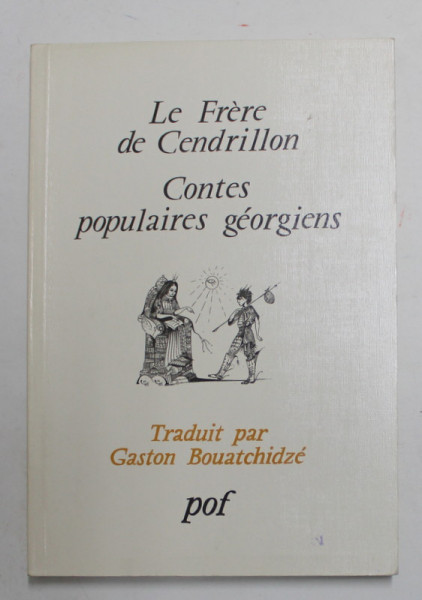 Le Frère
de Cendrillon
Contes
populaires géorgiens
Traduit par
Gaston Bouatchidzé
pof